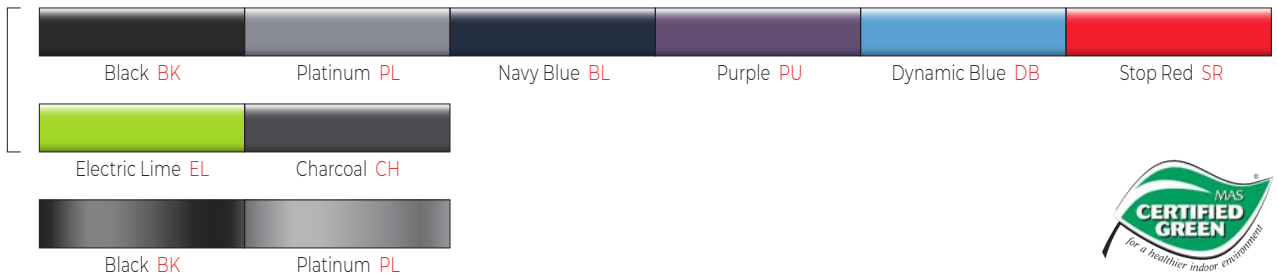 Black BK Platinum PL Navy Blue BL Purple PU Dynamic Blue DB Stop Red SR
Electric Lime EL Charcoal CH
Black BK Platinum PL
MAS
CERTIFIED
GREEN
®
for a healthier indoor environment